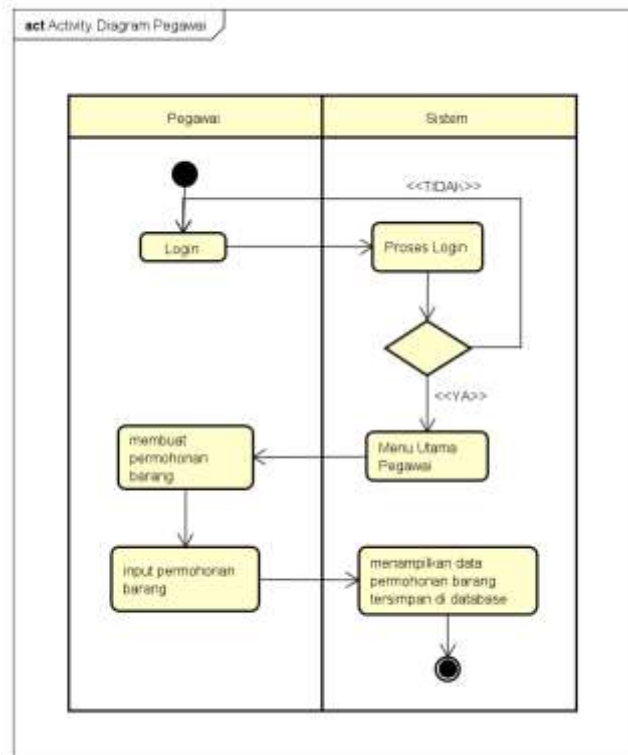 act Activity Diagram Pegawai
Pegawai
Sistem
<<TIDAK>>
Login
Proses Login
<<YA>>
membuat
permohonan
barang
Menu Utama
Pegawai
input permohonan
barang
menampilkan data
permohonan barang
tersimpan di database